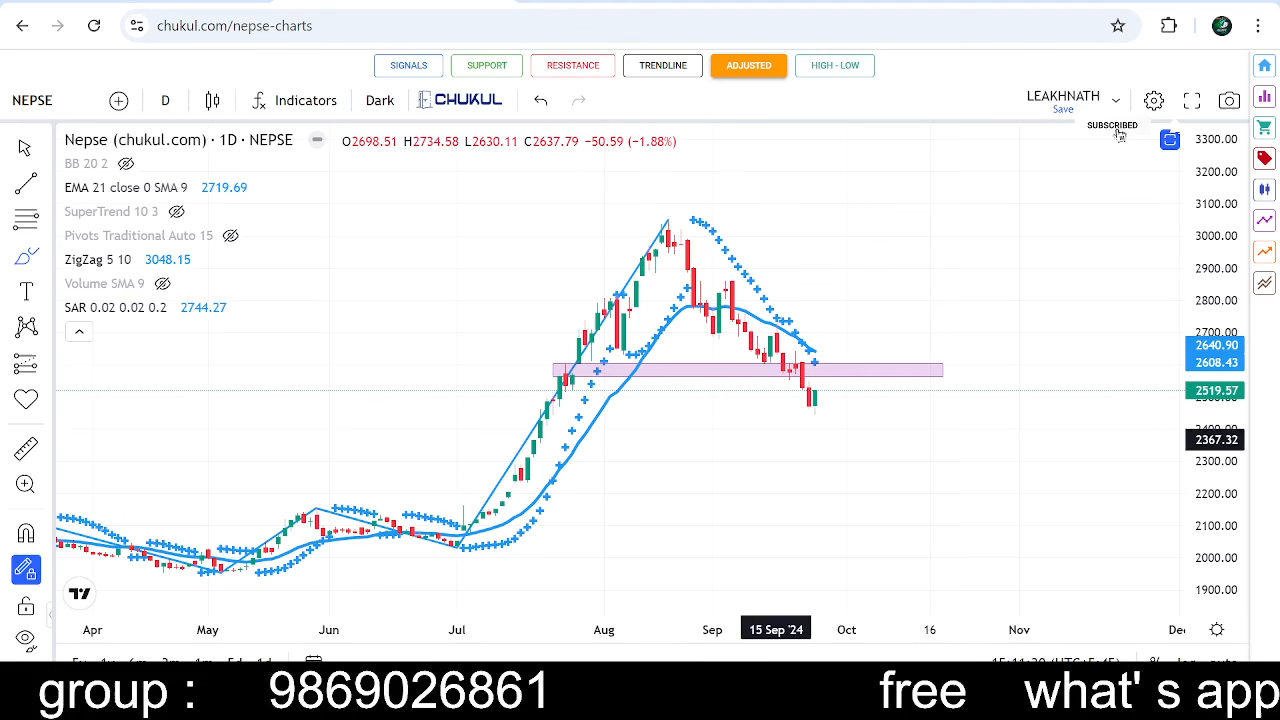 chukul.com/nepse-charts
SIGNALS SUPPORT RESISTANCE TRENDLINE ADJUSTED HIGH - LOW
NEPSE D Indicators Dark CHUKUL LEAKHNATH
Save
SUBSCRIBED
Nepse (chukul.com) · 1D · NEPSE O2698.51 H2734.58 L2630.11 C2637.79 −50.59 (−1.88%)
BB 20 2
EMA 21 close 0 SMA 9 2719.69
SuperTrend 10 3
Pivots Traditional Auto 15
ZigZag 5 10 3048.15
Volume SMA 9
SAR 0.02 0.02 0.2 2744.27
3300.00
3200.00
3100.00
3000.00
2900.00
2800.00
2700.00
2640.90
2608.43
2519.57
2367.32
2300.00
2200.00
2100.00
2000.00
1900.00
Apr May Jun Jul Aug Sep 15 Sep '24 Oct 16 Nov
group : 9869026861 free what' s app